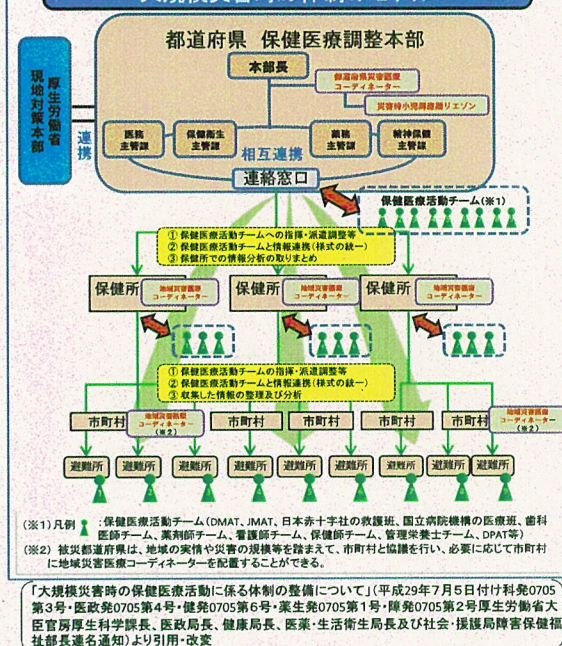 大規模災害時の体制のモデル
都道府県 保健医療調整本部
本部長
都道府県災害医療
コーディネーター
災害時小児周産期リエゾン
厚生労働省
現地対策本部
連携
医務
主管課
保健衛生
主管課
薬務
主管課
精神保健
主管課
相互連携
連絡窓口
保健医療活動チーム(※1)
① 保健医療活動チームへの指揮・派遣調整等
② 保健医療活動チームと情報連携(様式の統一)
③ 保健所での情報分析の取りまとめ
保健所
地域災害医療
コーディネーター
保健所
地域災害医療
コーディネーター
保健所
地域災害医療
コーディネーター
① 保健医療活動チームの指揮・派遣調整等
② 保健医療活動チームと情報連携(様式の統一)
③ 収集した情報の整理及び分析
市町村
地域災害医療
コーディネーター
(※2)
市町村
市町村
市町村
市町村
地域災害医療
コーディネーター
(※2)
避難所 避難所 避難所 避難所 避難所 避難所 避難所 避難所 避難所
(※1)凡例 :保健医療活動チーム(DMAT、JMAT、日本赤十字社の救護班、国立病院機構の医療班、歯科
医師チーム、薬剤師チーム、看護師チーム、保健師チーム、管理栄養士チーム、DPAT等)
(※2) 被災都道府県は、地域の実情や災害の規模等を踏まえて、市町村と協議を行い、必要に応じて市町村
に地域災害医療コーディネーターを配置することができる。
「大規模災害時の保健医療活動に係る体制の整備について」(平成29年7月5日付け科発0705
第3号・医政発0705第4号・健発0705第6号・薬生発0705第1号・障発0705第2号厚生労働省大
臣官房厚生科学課長、医政局長、健康局長、医薬・生活衛生局長及び社会・援護局障害保健福
祉部長連名通知)より引用・改変